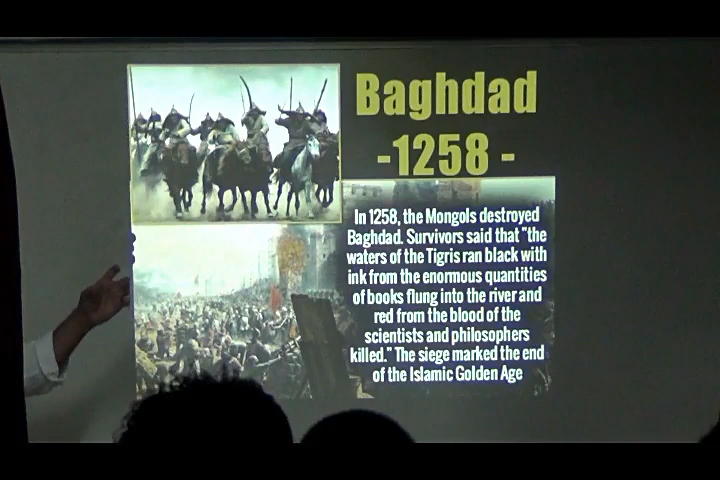 Baghdad
-1258 -
In 1258, the Mongols destroyed
Baghdad. Survivors said that "the
waters of the Tigris ran black with
ink from the enormous quantities
of books flung into the river and
red from the blood of the
scientists and philosophers
killed." The siege marked the end
of the Islamic Golden Age